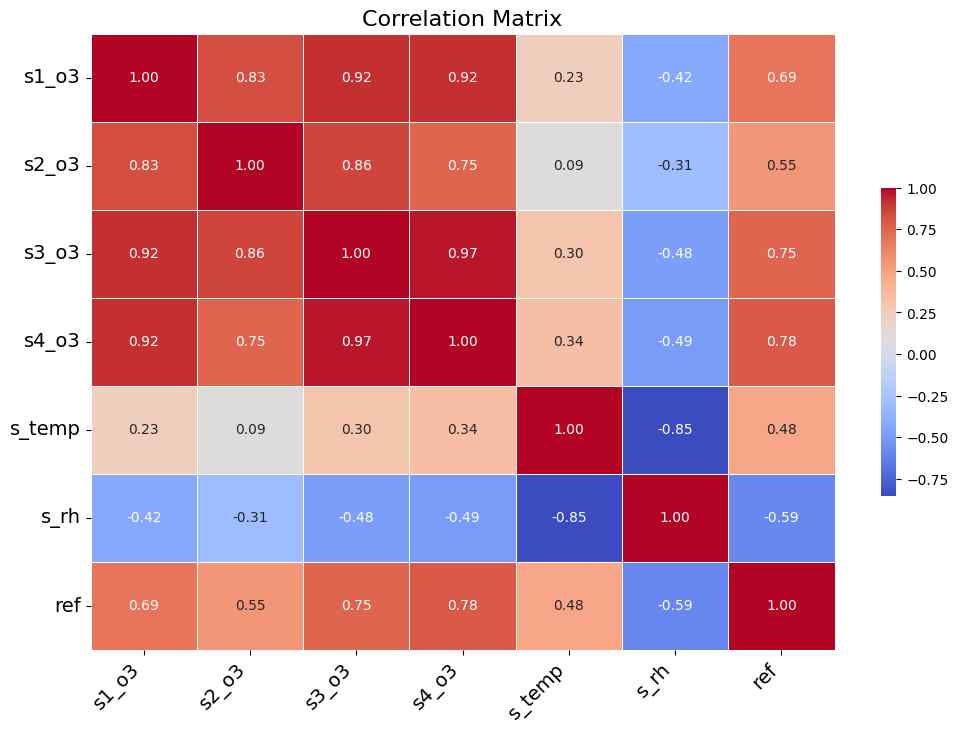 Correlation Matrix
s1_o3 1.00 0.83 0.92 0.92 0.23 -0.42 0.69
s2_o3 0.83 1.00 0.86 0.75 0.09 -0.31 0.55
s3_o3 0.92 0.86 1.00 0.97 0.30 -0.48 0.75
s4_o3 0.92 0.75 0.97 1.00 0.34 -0.49 0.78
s_temp 0.23 0.09 0.30 0.34 1.00 -0.85 0.48
s_rh -0.42 -0.31 -0.48 -0.49 -0.85 1.00 -0.59
ref 0.69 0.55 0.75 0.78 0.48 -0.59 1.00
s1_o3 s2_o3 s3_o3 s4_o3 s_temp s_rh ref
1.00
0.75
0.50
0.25
0.00
−0.25
−0.50
−0.75